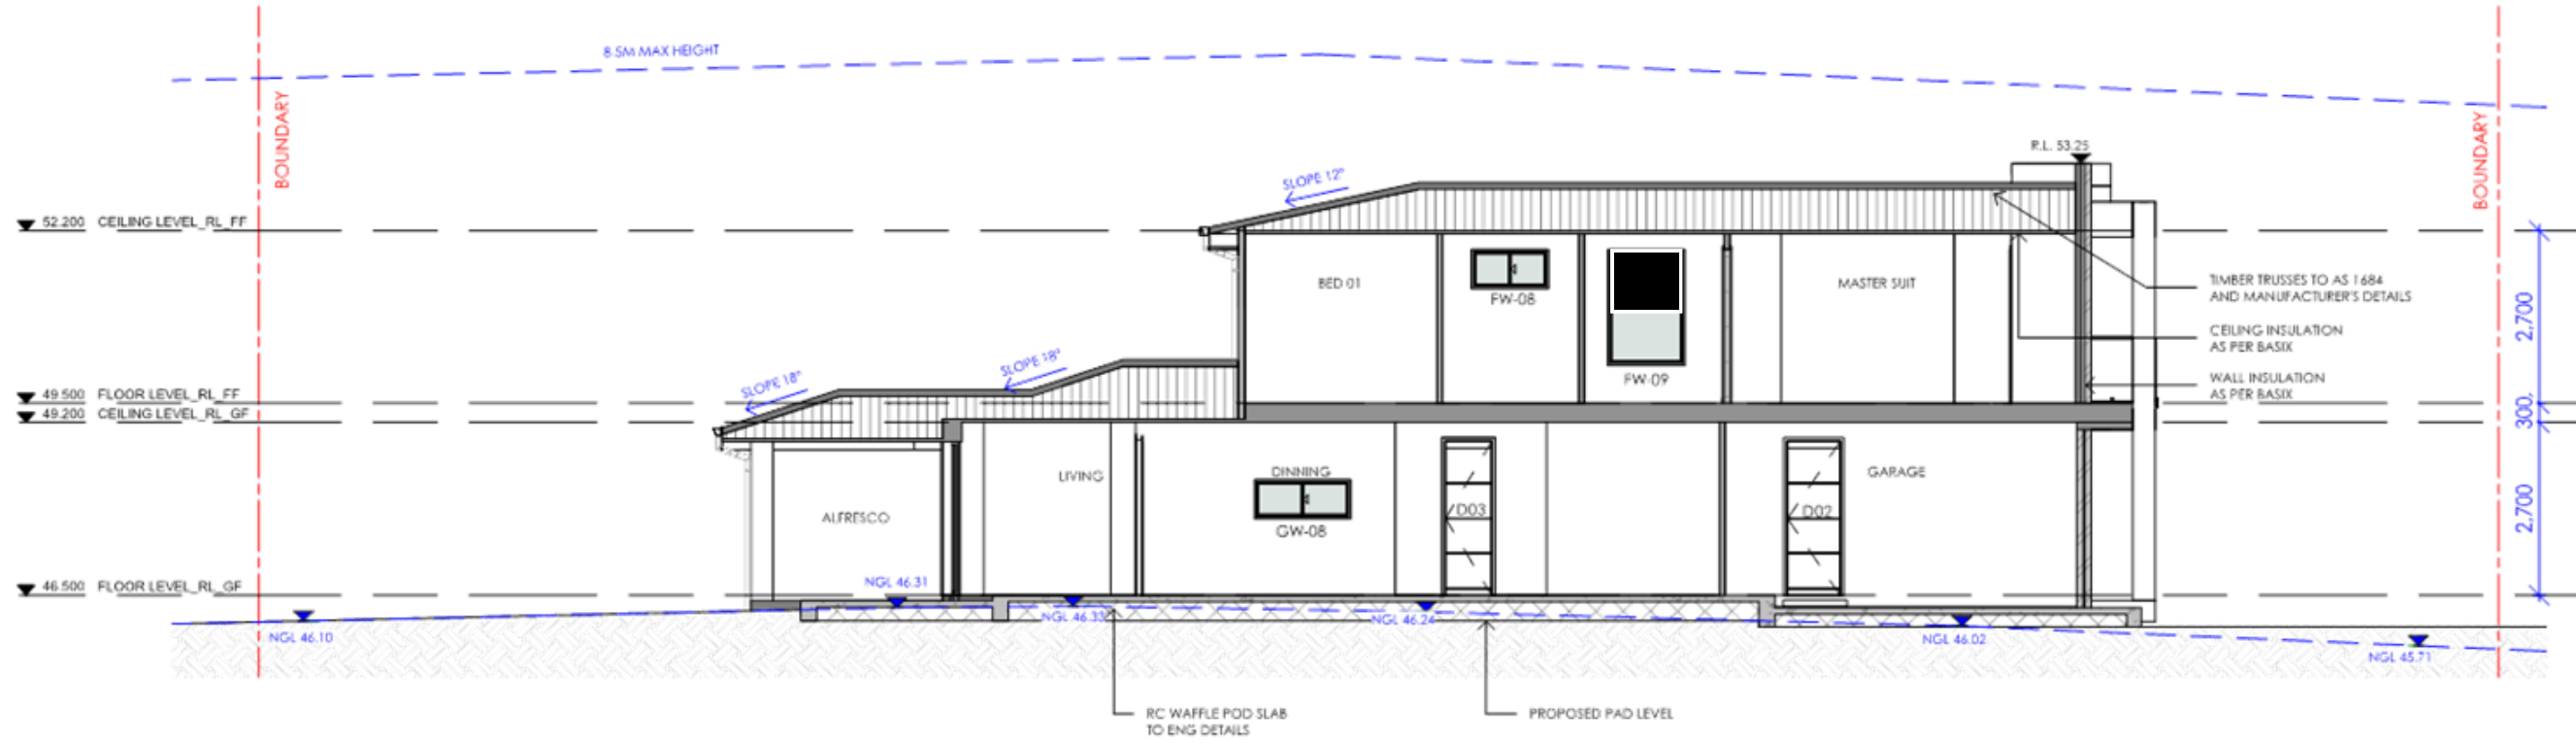 8.5M MAX HEIGHT
BOUNDARY
BOUNDARY
R.L. 53.25
SLOPE 12°
52.200 CEILING LEVEL_RL_FF
BED 01
FW-08
MASTER SUIT
TIMBER TRUSSES TO AS 1684
AND MANUFACTURER'S DETAILS
2,700
CEILING INSULATION
AS PER BASIX
SLOPE 18°
SLOPE 18°
FW-09
WALL INSULATION
AS PER BASIX
49.500 FLOOR LEVEL_RL_FF
49.200 CEILING LEVEL_RL_GF
300
LIVING
DINNING
GARAGE
ALFRESCO
D03
D02
2,700
GW-08
46.500 FLOOR LEVEL_RL_GF
NGL 46.31
NGL 46.10
NGL 46.33
NGL 46.24
NGL 46.02
NGL 45.71
RC WAFFLE POD SLAB
TO ENG DETAILS
PROPOSED PAD LEVEL